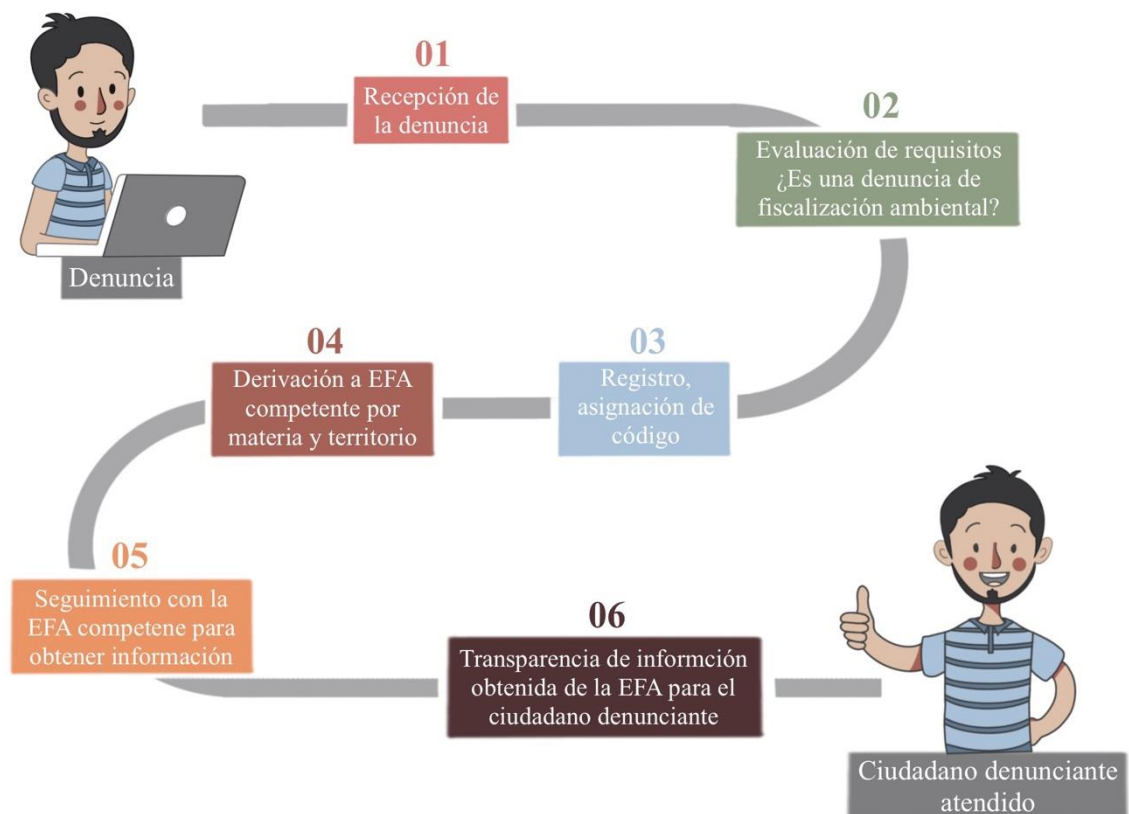 Denuncia
01
Recepción de
la denuncia
02
Evaluación de requisitos
¿Es una denuncia de
fiscalización ambiental?
03
Registro,
asignación de
código
04
Derivación a EFA
competente por
materia y territorio
05
Seguimiento con la
EFA competene para
obtener información
06
Transparencia de informción
obtenida de la EFA para el
ciudadano denunciante
Ciudadano denunciante
atendido